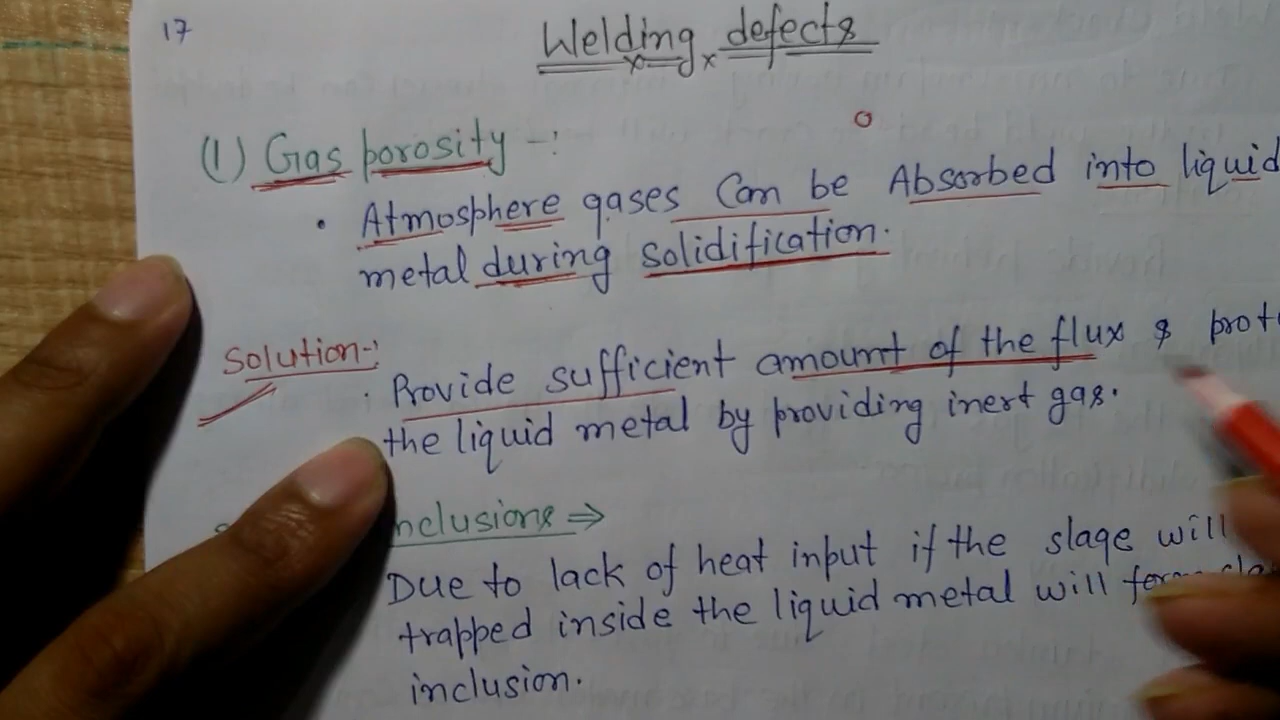 17
Welding defects
(1) Gas porosity -:
• Atmosphere gases Can be Absorbed into liquid
metal during solidification.
Solution-:
. Provide sufficient amount of the flux &
the liquid metal by providing inert gas.
nclusions ⇒
Due to lack of heat input if the slage will
trapped inside the liquid metal will form
inclusion.